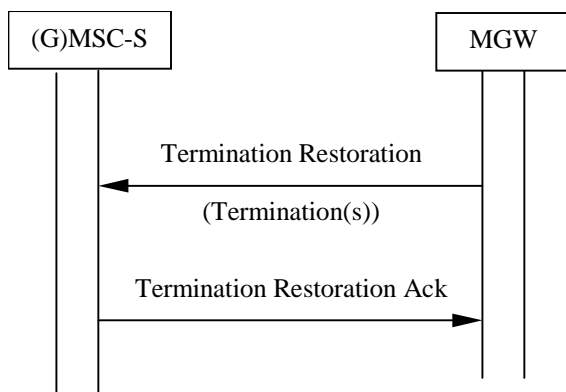 (G)MSC-S
MGW
Termination Restoration
(Termination(s))
Termination Restoration Ack